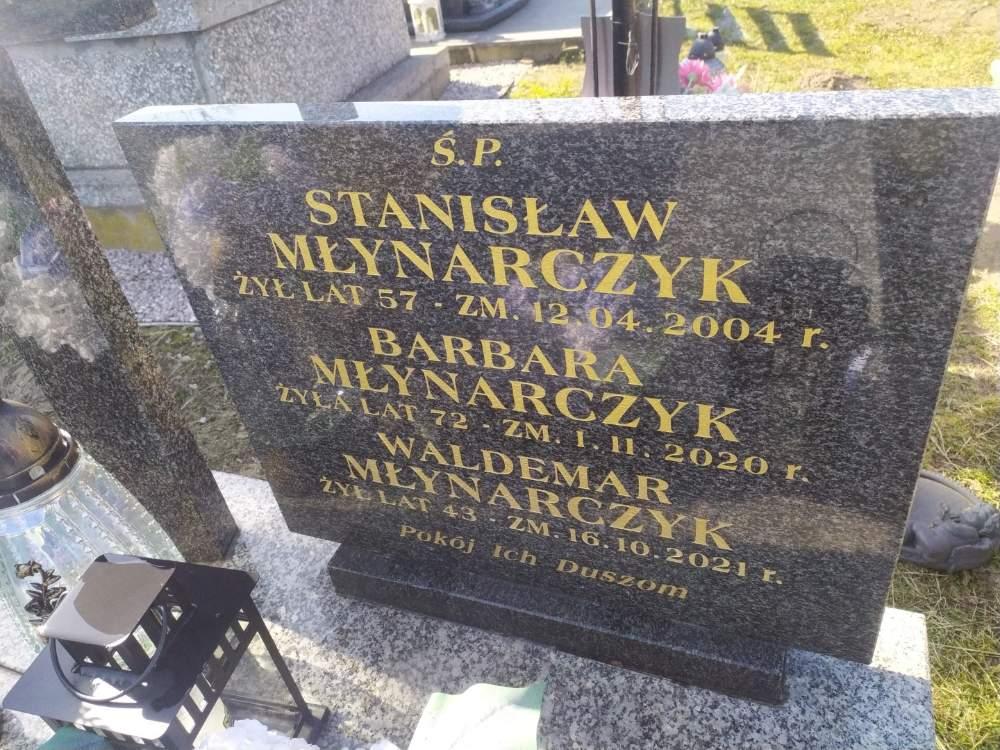 Ś.P.
STANISŁAW
MŁYNARCZYK
ŻYŁ LAT 57 - ZM. 12.04.2004 r.
BARBARA
MŁYNARCZYK
ŻYŁA LAT 72 - ZM. 1.11.2020 r.
WALDEMAR
MŁYNARCZYK
ŻYŁ LAT 43 - ZM. 16.10.2021 r.
Pokój Ich Duszom